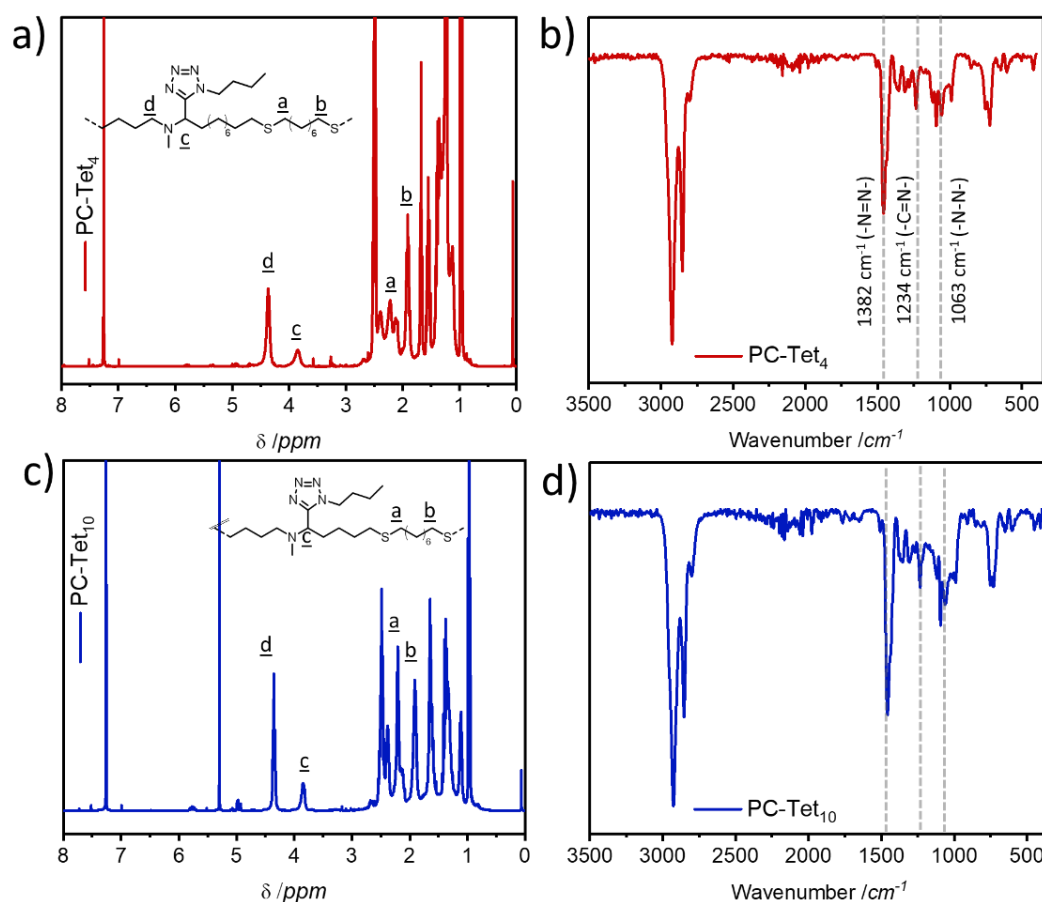 a)
PC-Tet4
N N
N N
d
N
c
6
a
S
6
b
S
d
c
a
b
8 7 6 5 4 3 2 1 0
δ /ppm
b)
1382 cm-1 (-N=N-)
1234 cm-1 (-C=N-)
1063 cm-1 (-N-N-)
PC-Tet4
3500 3000 2500 2000 1500 1000 500
Wavenumber /cm-1
c)
PC-Tet10
N N
N N
N
c
a
S
6
b
S
d
c
a
b
8 7 6 5 4 3 2 1 0
δ /ppm
d)
PC-Tet10
3500 3000 2500 2000 1500 1000 500
Wavenumber /cm-1